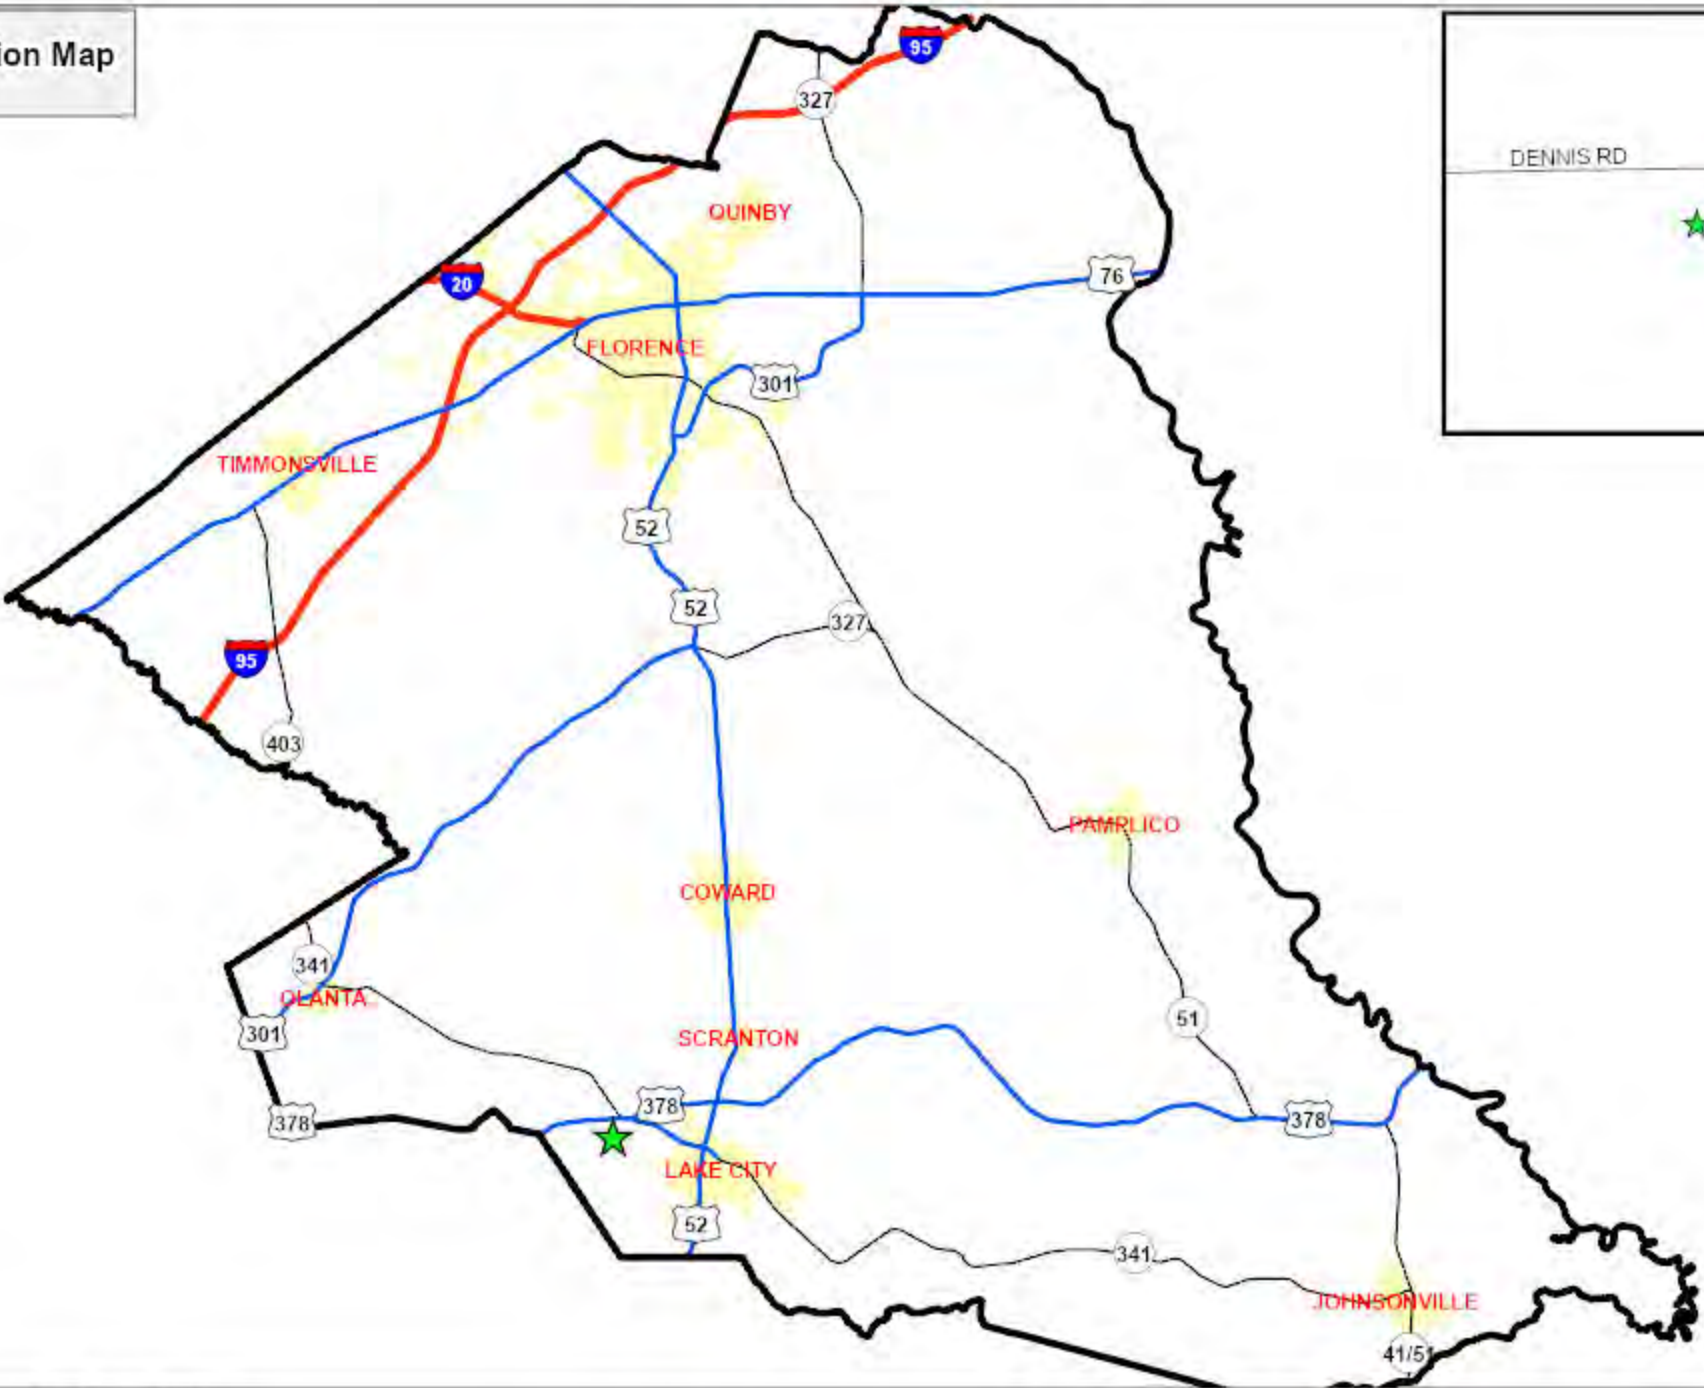 ion Map
95
327
DENNIS RD
QUINBY
76
20
FLORENCE
301
TIMMONSVILLE
52
52
327
95
403
PAMPLICO
COWARD
341
OLANTA
51
301
SCRANTON
378
378
378
LAKE CITY
52
341
JOHNSONVILLE
41/51